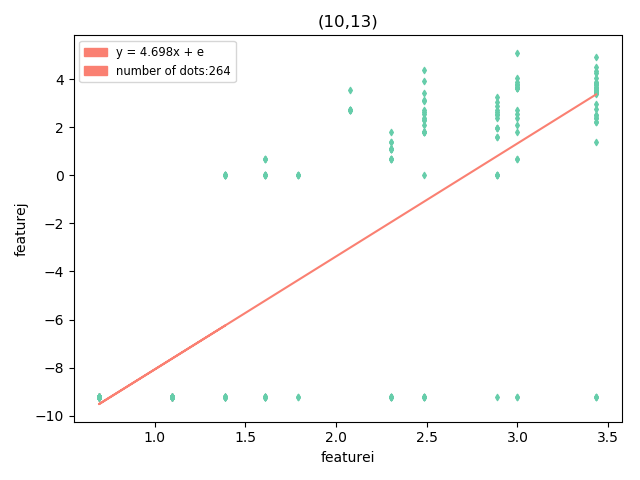 (10,13)
y = 4.698x + e
number of dots:264
4
2
0
−2
−4
−6
−8
−10
featurej
1.0 1.5 2.0 2.5 3.0 3.5
featurei